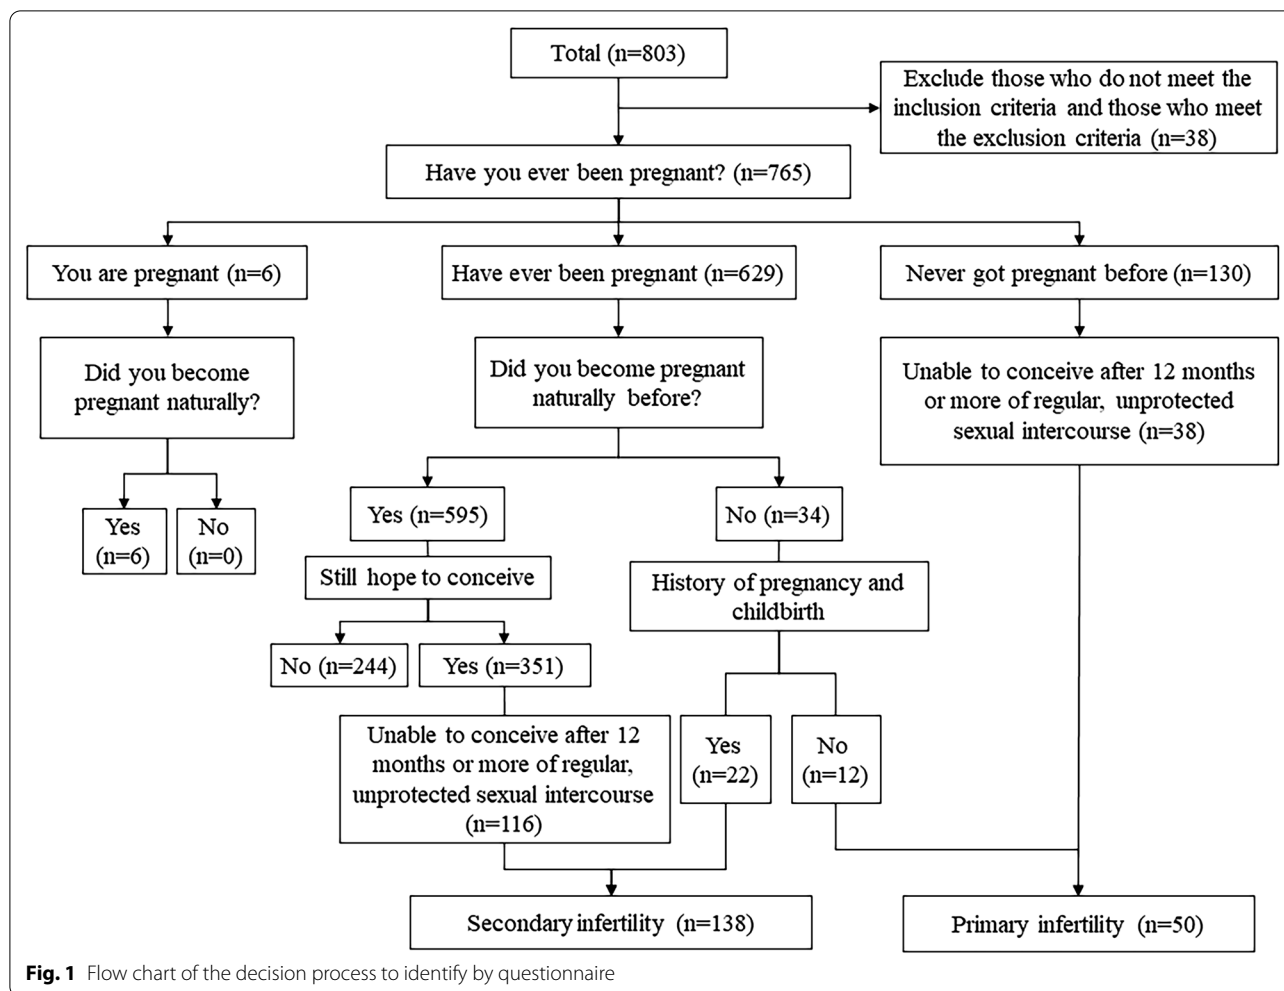 Total (n=803)
Exclude those who do not meet the
inclusion criteria and those who meet
the exclusion criteria (n=38)
Have you ever been pregnant? (n=765)
You are pregnant (n=6)
Have ever been pregnant (n=629)
Never got pregnant before (n=130)
Did you become
pregnant naturally?
Did you become pregnant
naturally before?
Unable to conceive after 12 months
or more of regular, unprotected
sexual intercourse (n=38)
Yes
(n=6)
No
(n=0)
Yes (n=595)
No (n=34)
Still hope to conceive
History of pregnancy and
childbirth
No (n=244)
Yes (n=351)
Unable to conceive after 12
months or more of regular,
unprotected sexual intercourse
(n=116)
Yes
(n=22)
No
(n=12)
Secondary infertility (n=138)
Primary infertility (n=50)
Fig. 1 Flow chart of the decision process to identify by questionnaire